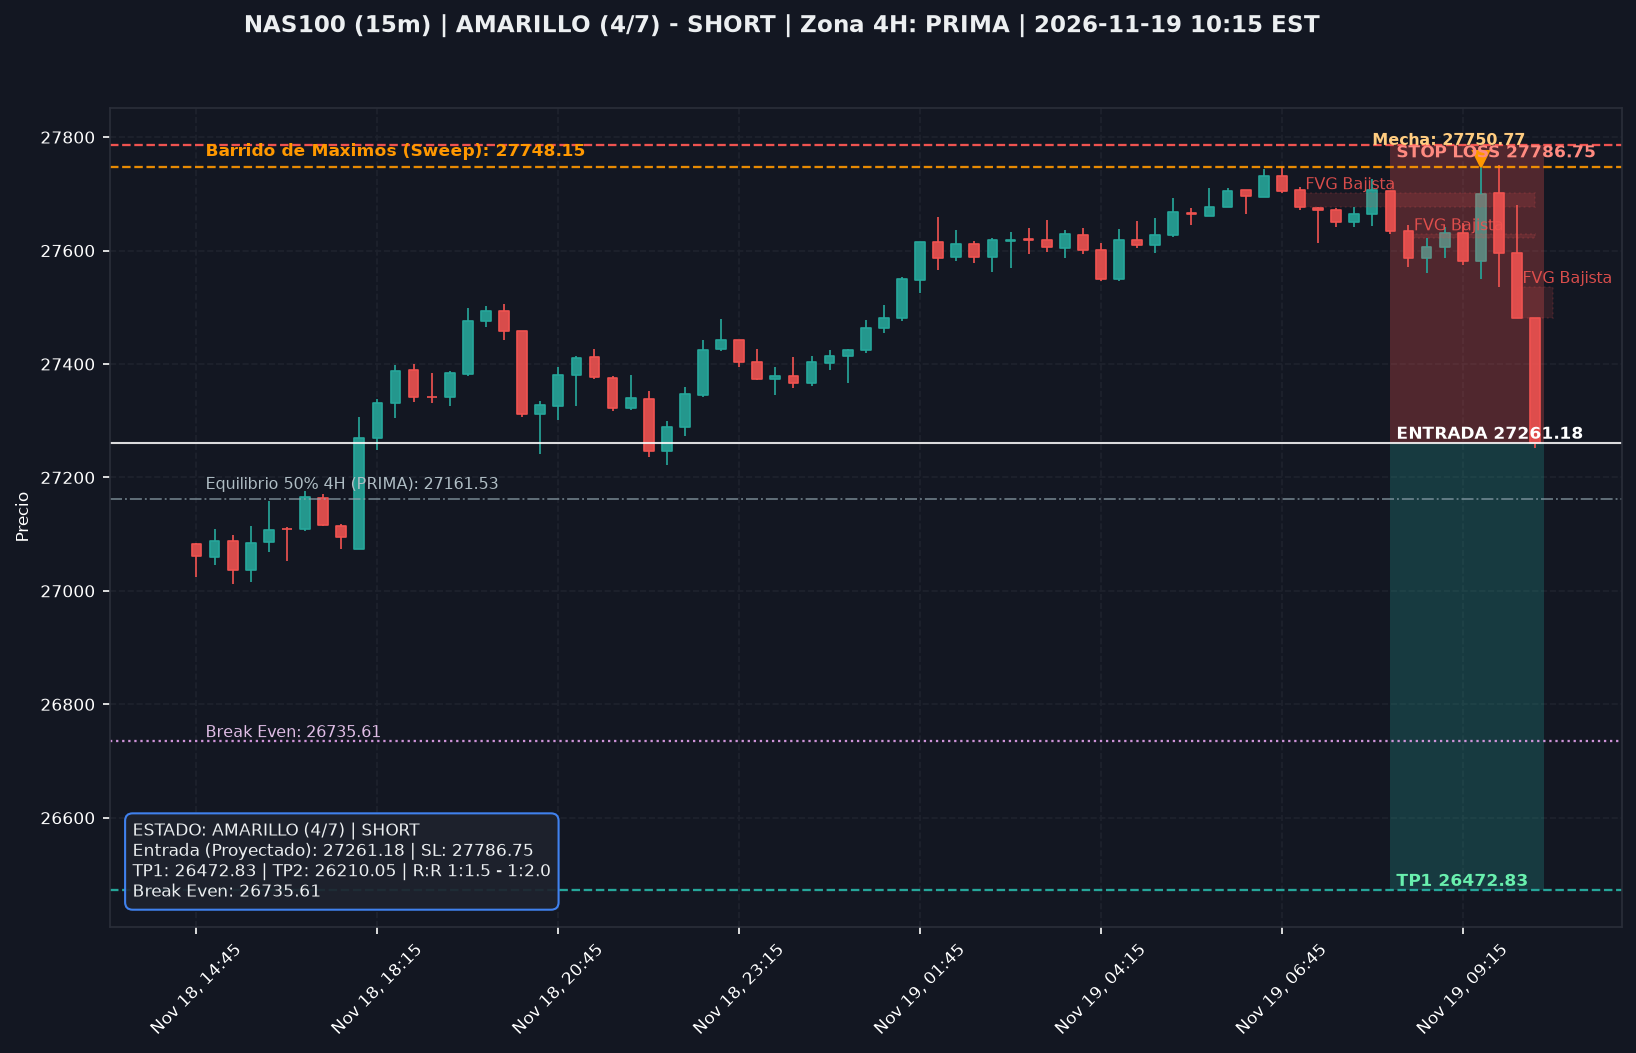 NAS100 (15m) | AMARILLO (4/7) - SHORT | Zona 4H: PRIMA | 2026-11-19 10:15 EST
Precio
27800
27600
27400
27200
27000
26800
26600
Mecha: 27750.77
Barrido de Maximos (Sweep): 27748.15
STOP LOSS 27786.75
FVG Bajista
FVG Bajista
FVG Bajista
ENTRADA 27261.18
Equilibrio 50% 4H (PRIMA): 27161.53
Break Even: 26735.61
ESTADO: AMARILLO (4/7) | SHORT
Entrada (Proyectado): 27261.18 | SL: 27786.75
TP1: 26472.83 | TP2: 26210.05 | R:R 1:1.5 - 1:2.0
Break Even: 26735.61
TP1 26472.83
Nov 18, 14:45
Nov 18, 18:15
Nov 18, 20:45
Nov 18, 23:15
Nov 19, 01:45
Nov 19, 04:15
Nov 19, 06:45
Nov 19, 09:15